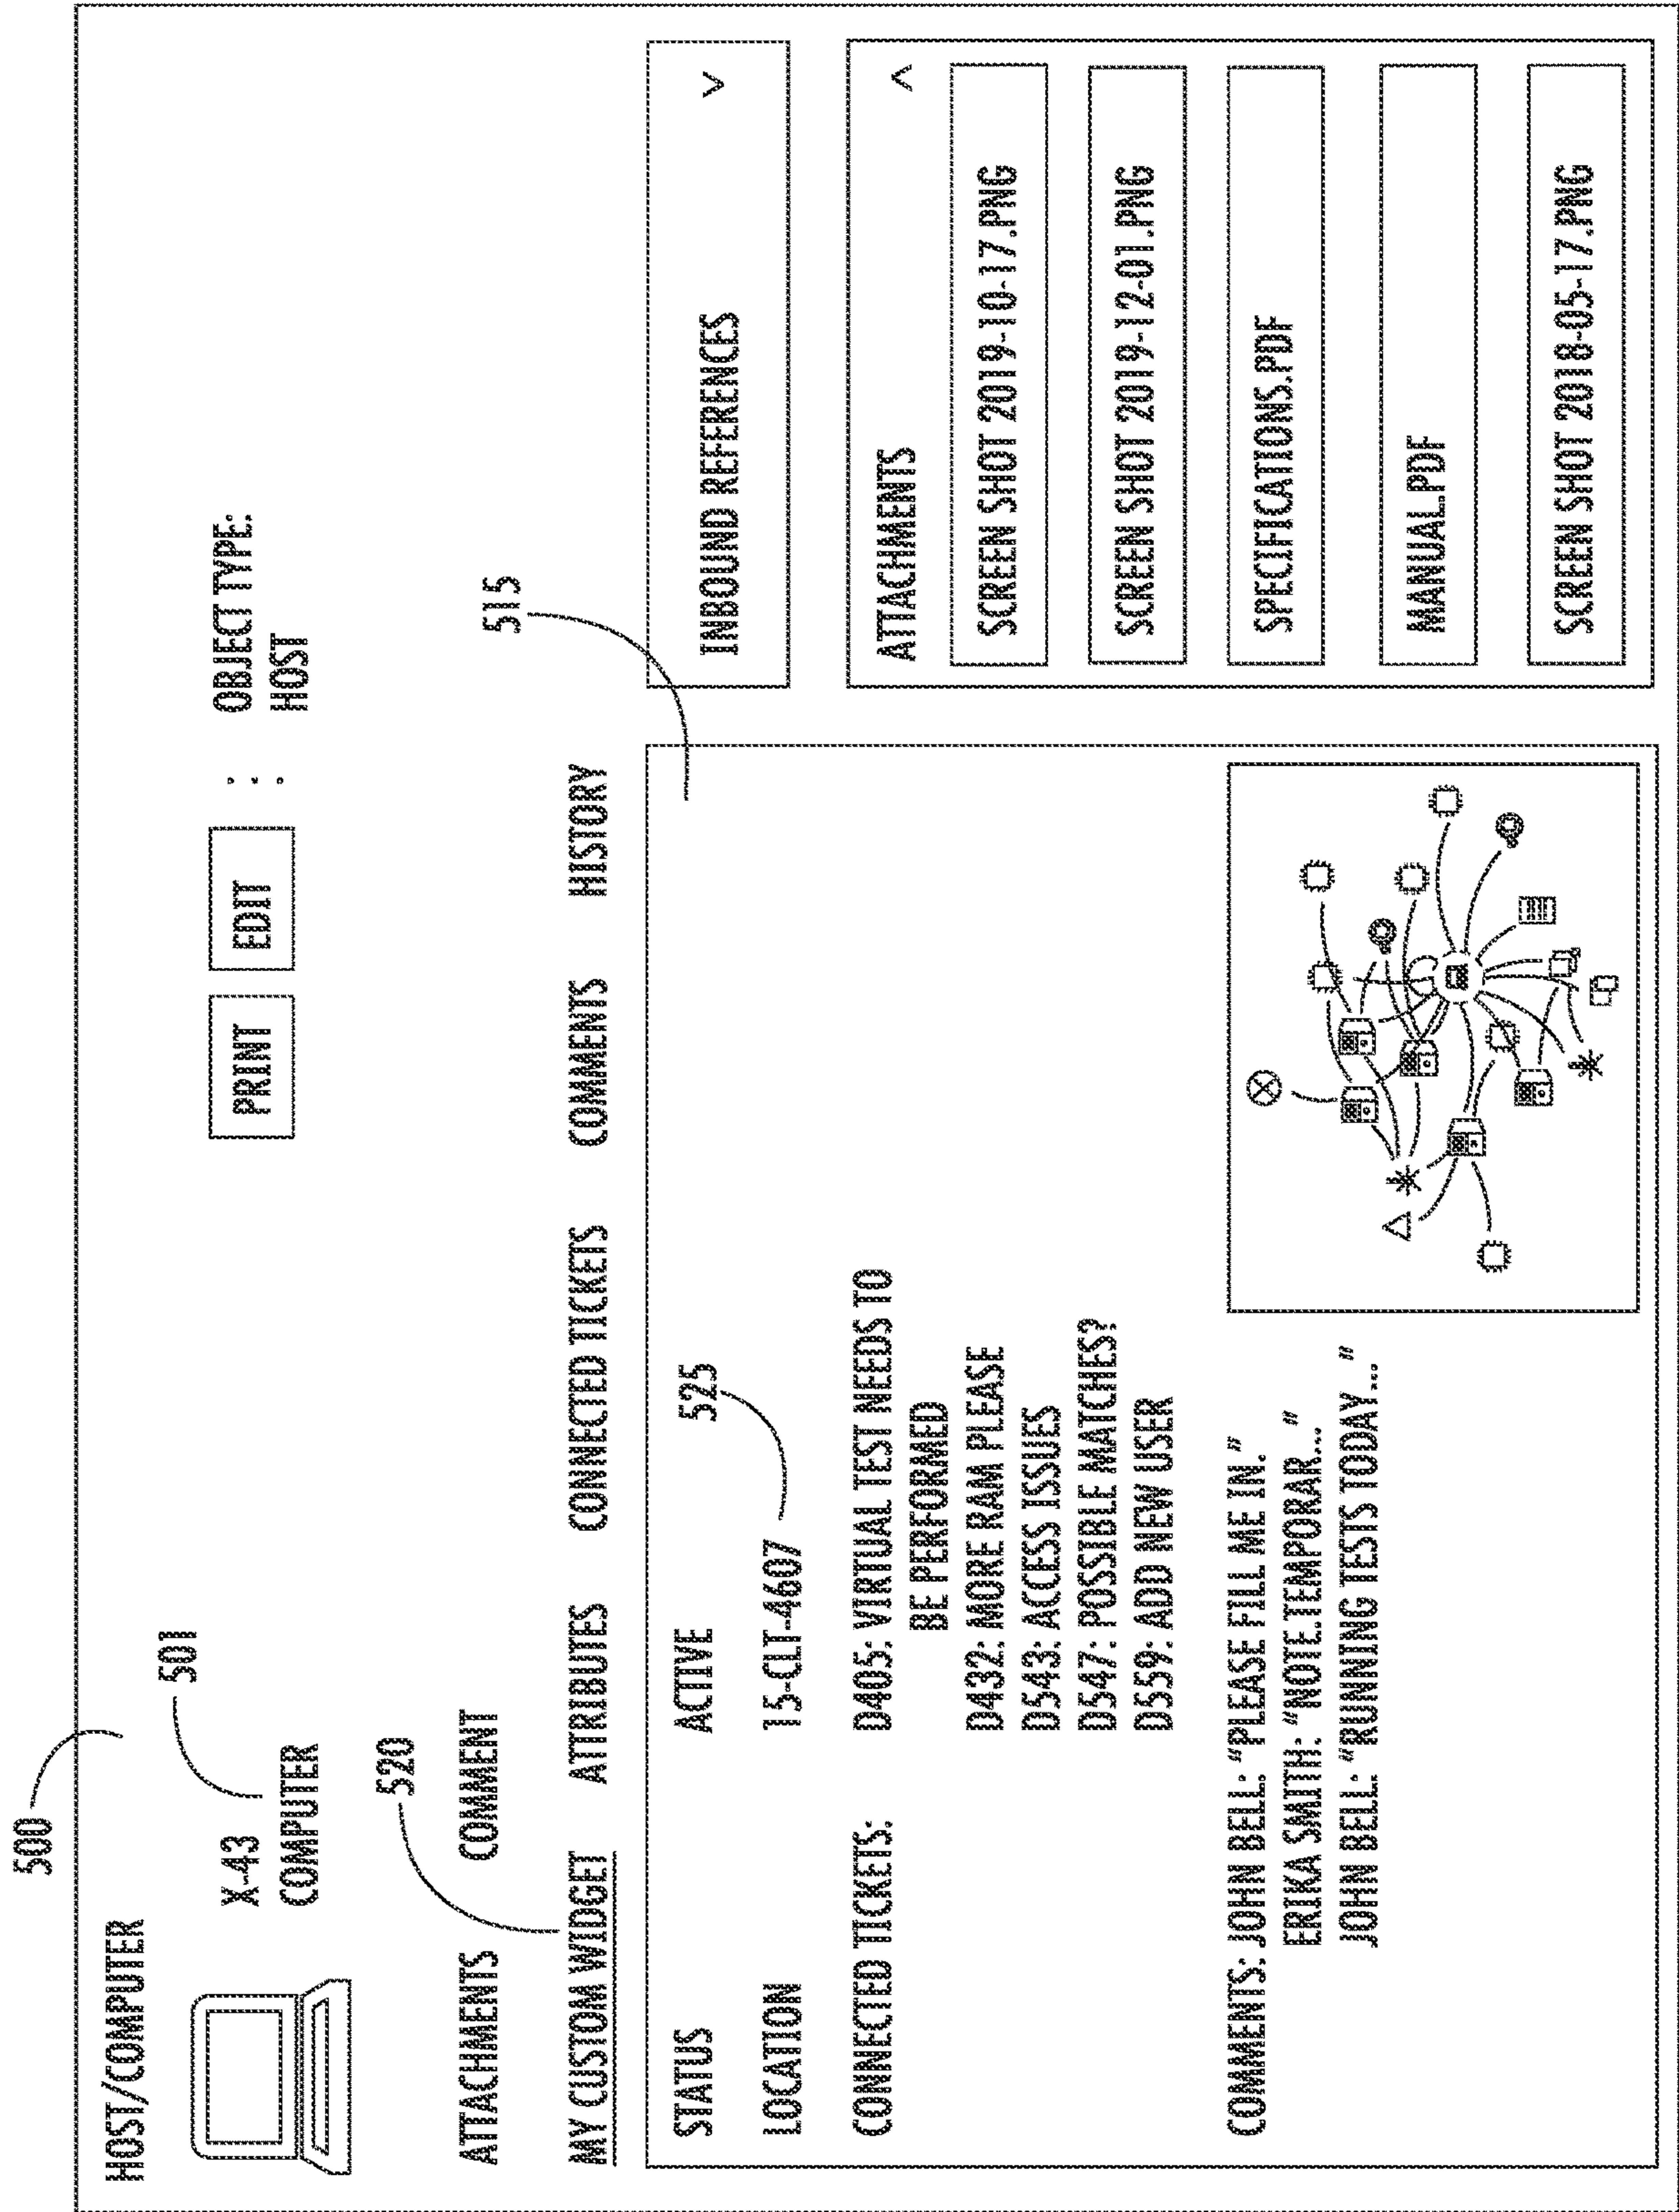 500
HOST/COMPUTER
501
X-43
COMPUTER
PRINT
EDIT
OBJECT TYPE:
HOST
520
ATTACHMENTS
COMMENT
515
MY CUSTOM WIDGET
ATTRIBUTES
CONNECTED TICKETS
COMMENTS
HISTORY
STATUS
ACTIVE
525
LOCATION
15-CLT-4607
CONNECTED TICKETS:
D405: VIRTUAL TEST NEEDS TO
BE PERFORMED
D432: MORE RAM PLEASE
D543: ACCESS ISSUES
D547: POSSIBLE MATCHES?
D559: ADD NEW USER
COMMENTS: JOHN BELL: "PLEASE FILL ME IN."
ERIKA SMITH: "NOTE.TEMPORAR..."
JOHN BELL: "RUNNING TESTS TODAY..."
INBOUND REFERENCES
ATTACHMENTS
SCREEN SHOT 2019-10-17.PNG
SCREEN SHOT 2019-12-01.PNG
SPECIFICATIONS.PDF
MANUAL.PDF
SCREEN SHOT 2018-05-17.PNG